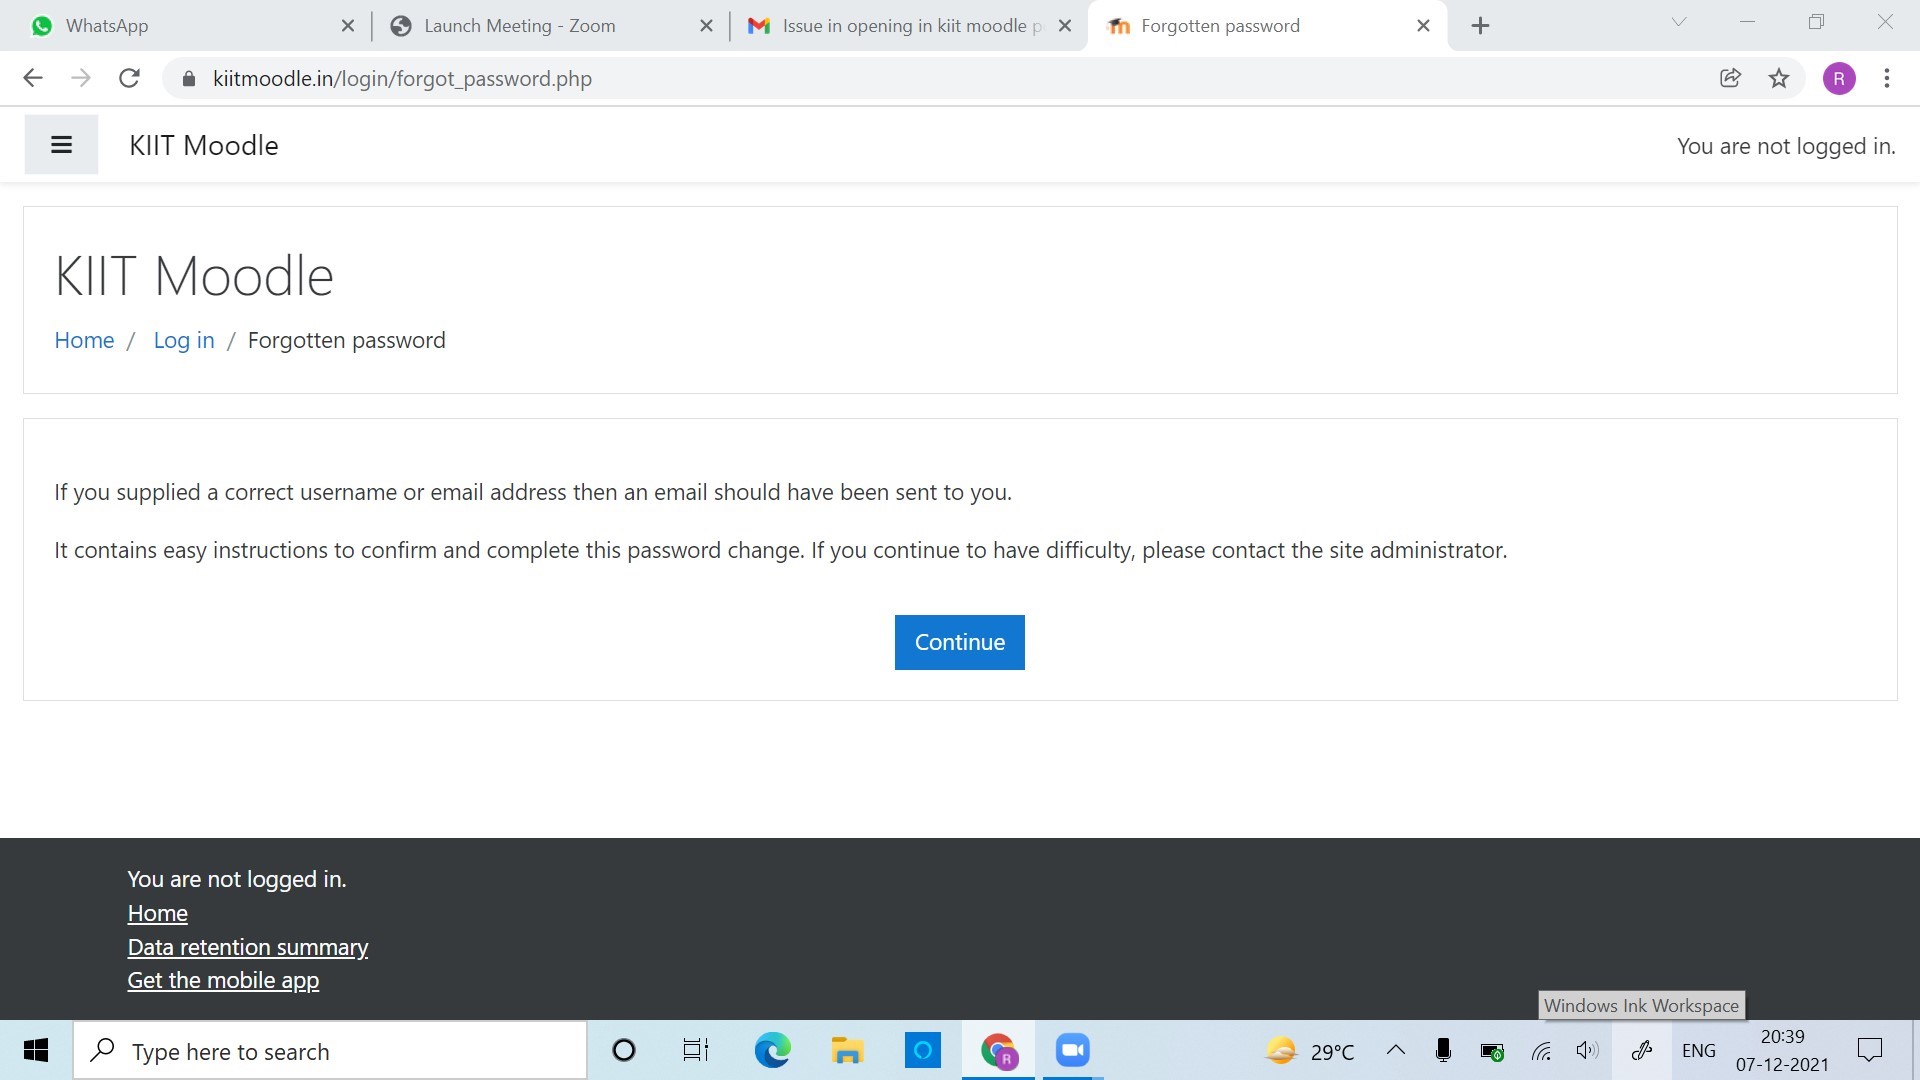 WhatsApp
Launch Meeting - Zoom
Issue in opening in kiit moodle p
Forgotten password
kiitmoodle.in/login/forgot_password.php
R
KIIT Moodle
You are not logged in.
KIIT Moodle
Home / Log in / Forgotten password
If you supplied a correct username or email address then an email should have been sent to you.
It contains easy instructions to confirm and complete this password change. If you continue to have difficulty, please contact the site administrator.
Continue
You are not logged in.
Home
Data retention summary
Get the mobile app
Windows Ink Workspace
Type here to search
R
29°C
ENG
20:39
07-12-2021